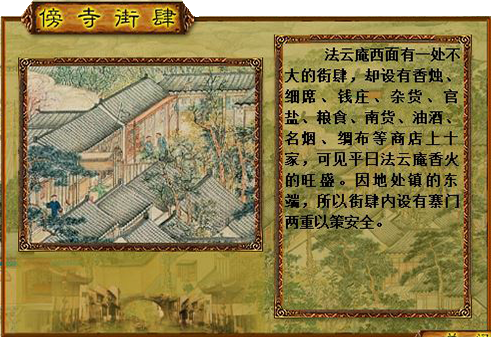 傍寺街肆
法云庵西面有一处不
大的街肆，却设有香烛、
细席、钱庄、杂货、官
盐、粮食、南货、油酒、
名烟、绸布等商店上十
家，可见平日法云庵香火
的旺盛。因地处镇的东
端，所以街肆内设有寨门
两重以策安全。